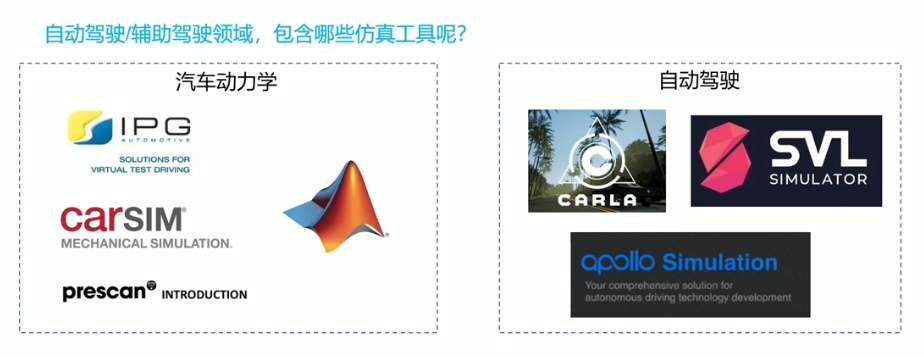 自动驾驶/辅助驾驶领域，包含哪些仿真工具呢？
汽车动力学
IPG
AUTOMOTIVE
SOLUTIONS FOR
VIRTUAL TEST DRIVING
carSIM®
MECHANICAL SIMULATION.
prescan INTRODUCTION
自动驾驶
CARLA
SVL
SIMULATOR
apollo Simulation
Your comprehensive solution for
autonomous driving technology development